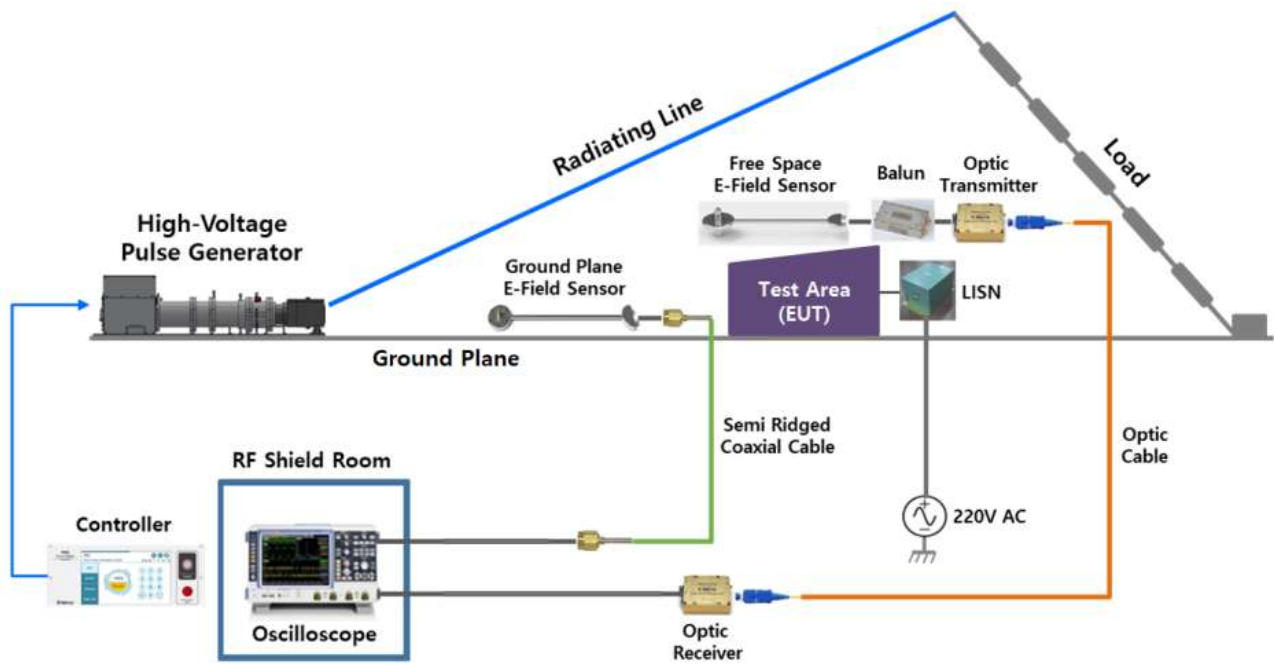 Radiating Line
Load
Free Space
E-Field Sensor
Balun
Optic
Transmitter
High-Voltage
Pulse Generator
Ground Plane
E-Field Sensor
Test Area
(EUT)
LISN
Ground Plane
Semi Ridged
Coaxial Cable
Optic
Cable
RF Shield Room
Controller
220V AC
Oscilloscope
Optic
Receiver